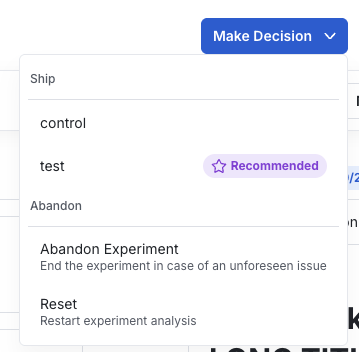 Make Decision
Ship
control
test
Recommended
Abandon
Abandon Experiment
End the experiment in case of an unforeseen issue
Reset
Restart experiment analysis